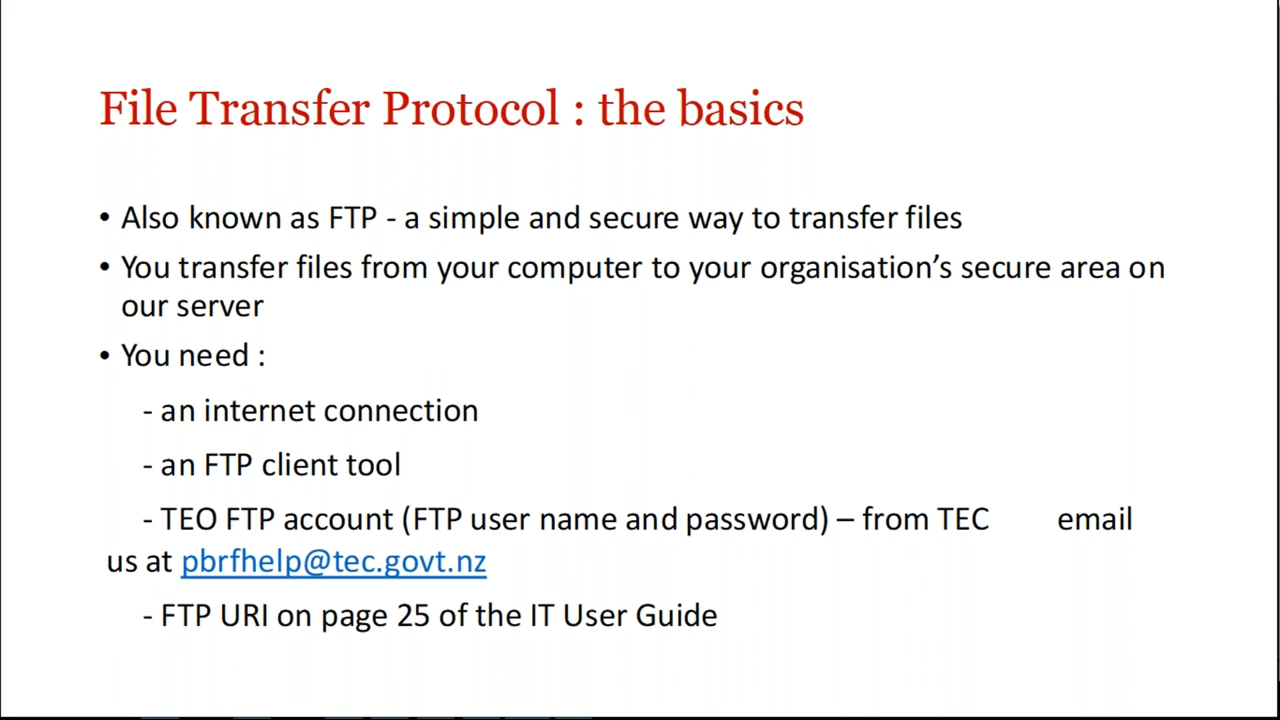 File Transfer Protocol : the basics
• Also known as FTP - a simple and secure way to transfer files
• You transfer files from your computer to your organisation’s secure area on
our server
• You need :
- an internet connection
- an FTP client tool
- TEO FTP account (FTP user name and password) – from TEC email
us at pbrfhelp@tec.govt.nz
- FTP URI on page 25 of the IT User Guide